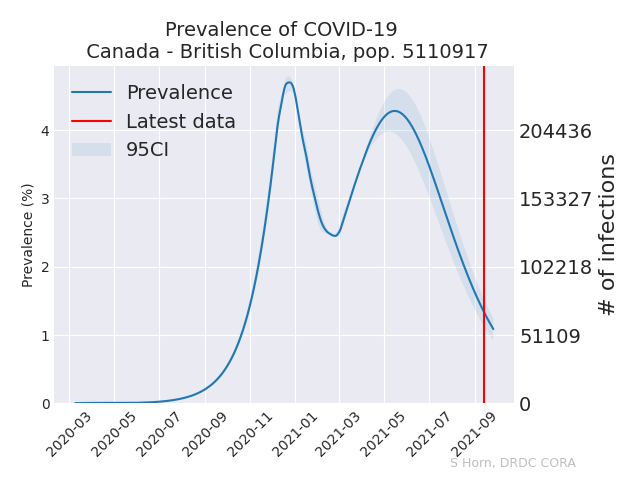 Prevalence of COVID-19
Canada - British Columbia, pop. 5110917
Prevalence
Latest data
95CI
Prevalence (%)
4
3
2
1
0
204436
153327
102218
51109
0
# of infections
2020-03
2020-05
2020-07
2020-09
2020-11
2021-01
2021-03
2021-05
2021-07
2021-09
S Horn, DRDC CORA